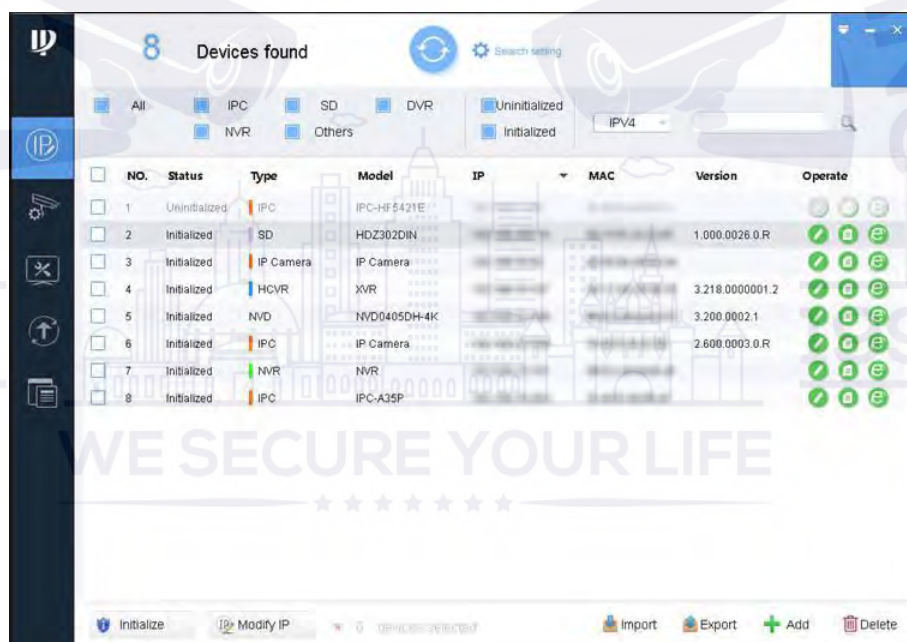 8 Devices found Search setting
All IPC SD DVR Uninitialized
NVR Others Initialized IPV4
NO. Status Type Model IP MAC Version Operate
1 Uninitialized IPC IPC-HF5421E
2 Initialized SD HDZ302DIN 1.000.0026.0.R
3 Initialized IP Camera IP Camera
4 Initialized HCVR XVR 3.218.0000001.2
5 Initialized NVD NVD0405DH-4K 3.200.0002.1
6 Initialized IPC IP Camera 2.600.0003.0.R
7 Initialized NVR NVR
8 Initialized IPC IPC-A35P
WE SECURE YOUR LIFE
Initialize Modify IP 0 devices selected Import Export Add Delete